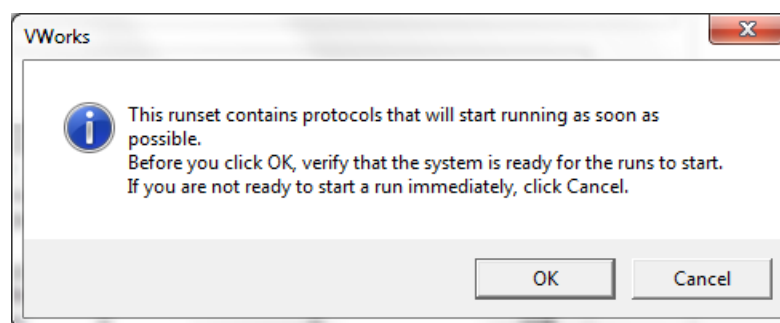 VWorks
This runset contains protocols that will start running as soon as
possible.
Before you click OK, verify that the system is ready for the runs to start.
If you are not ready to start a run immediately, click Cancel.
OK Cancel